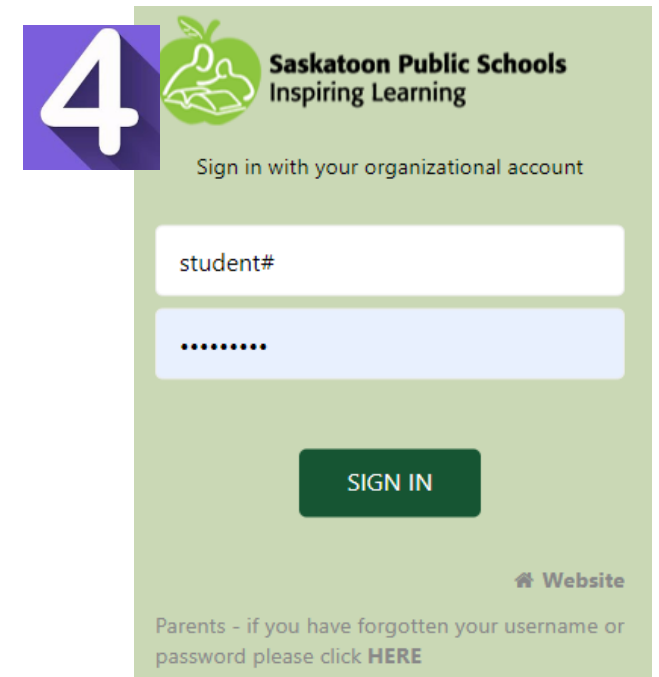 4
Saskatoon Public Schools
Inspiring Learning
Sign in with your organizational account
student#
•••••••••
SIGN IN
Website
Parents - if you have forgotten your username or
password please click HERE